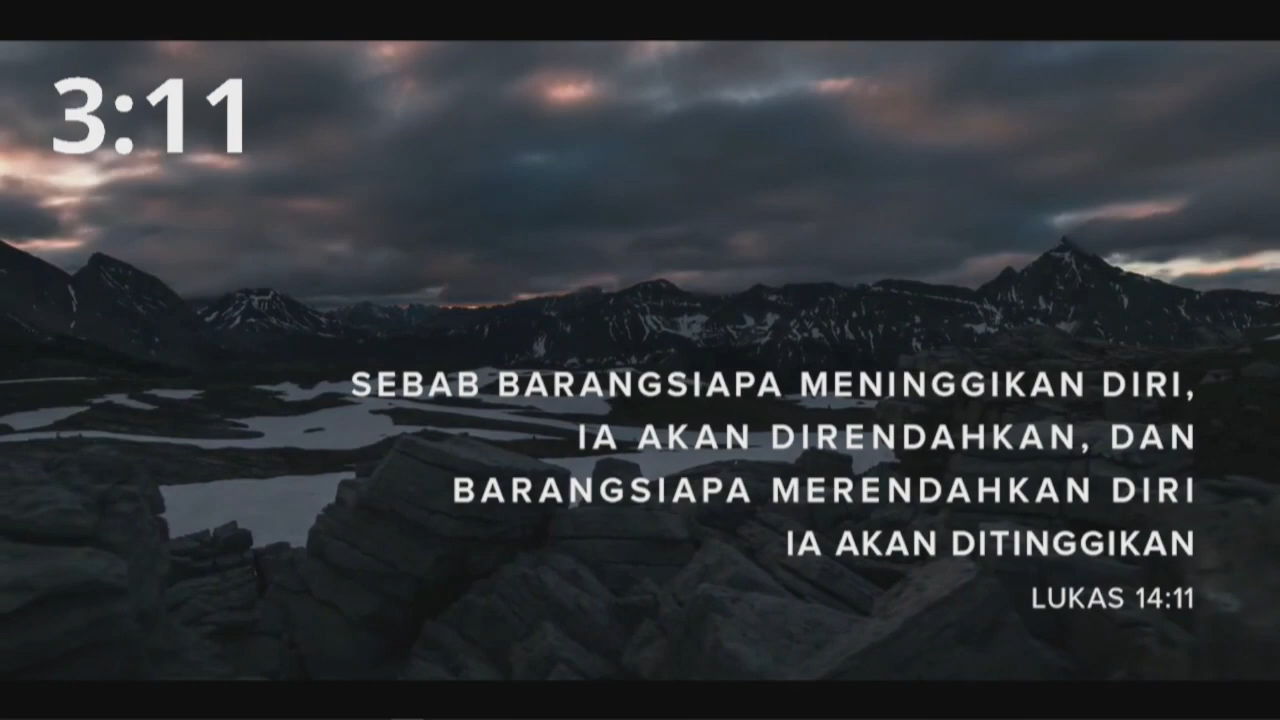 3:11
SEBAB BARANGSIAPA MENINGGIKAN DIRI,
IA AKAN DIRENDAHKAN, DAN
BARANGSIAPA MERENDAHKAN DIRI
IA AKAN DITINGGIKAN
LUKAS 14:11